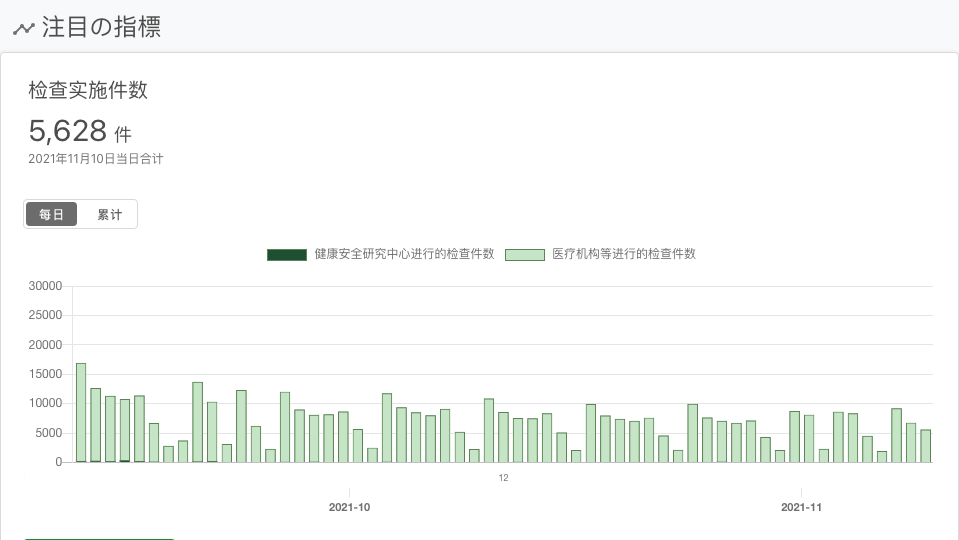 注目の指標
检查实施件数
5,628 件
2021年11月10日当日合计
每日 累计
健康安全研究中心进行的检查件数 医疗机构等进行的检查件数
30000
25000
20000
15000
10000
5000
0
12
2021-10 2021-11